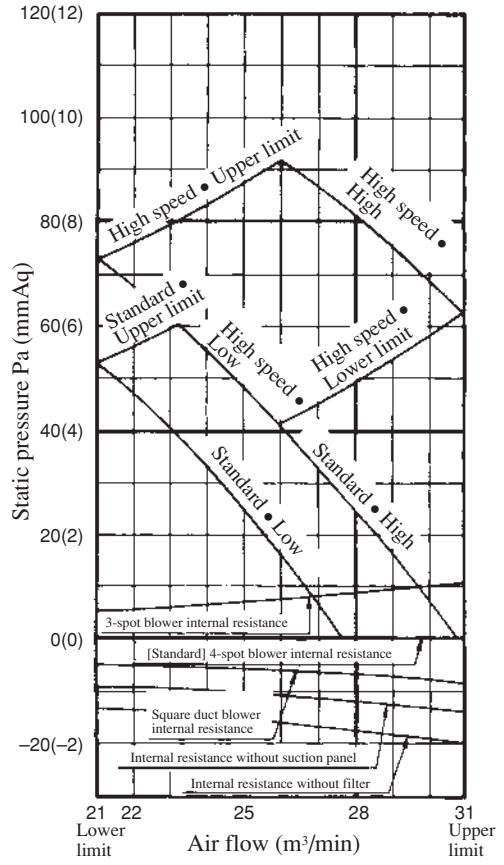 120(12)
100(10)
80(8)
60(6)
40(4)
20(2)
0(0)
−20(−2)
Static pressure Pa (mmAq)
High speed • Upper limit
High speed •
High
Standard •
Upper limit
High speed •
Low
High speed •
Lower limit
Standard •
Low
Standard •
High
3-spot blower internal resistance
[Standard] 4-spot blower internal resistance
Square duct blower
internal resistance
Internal resistance without suction panel
Internal resistance without filter
21 22 25 28 31
Lower
limit
Air flow (m³/min)
Upper
limit